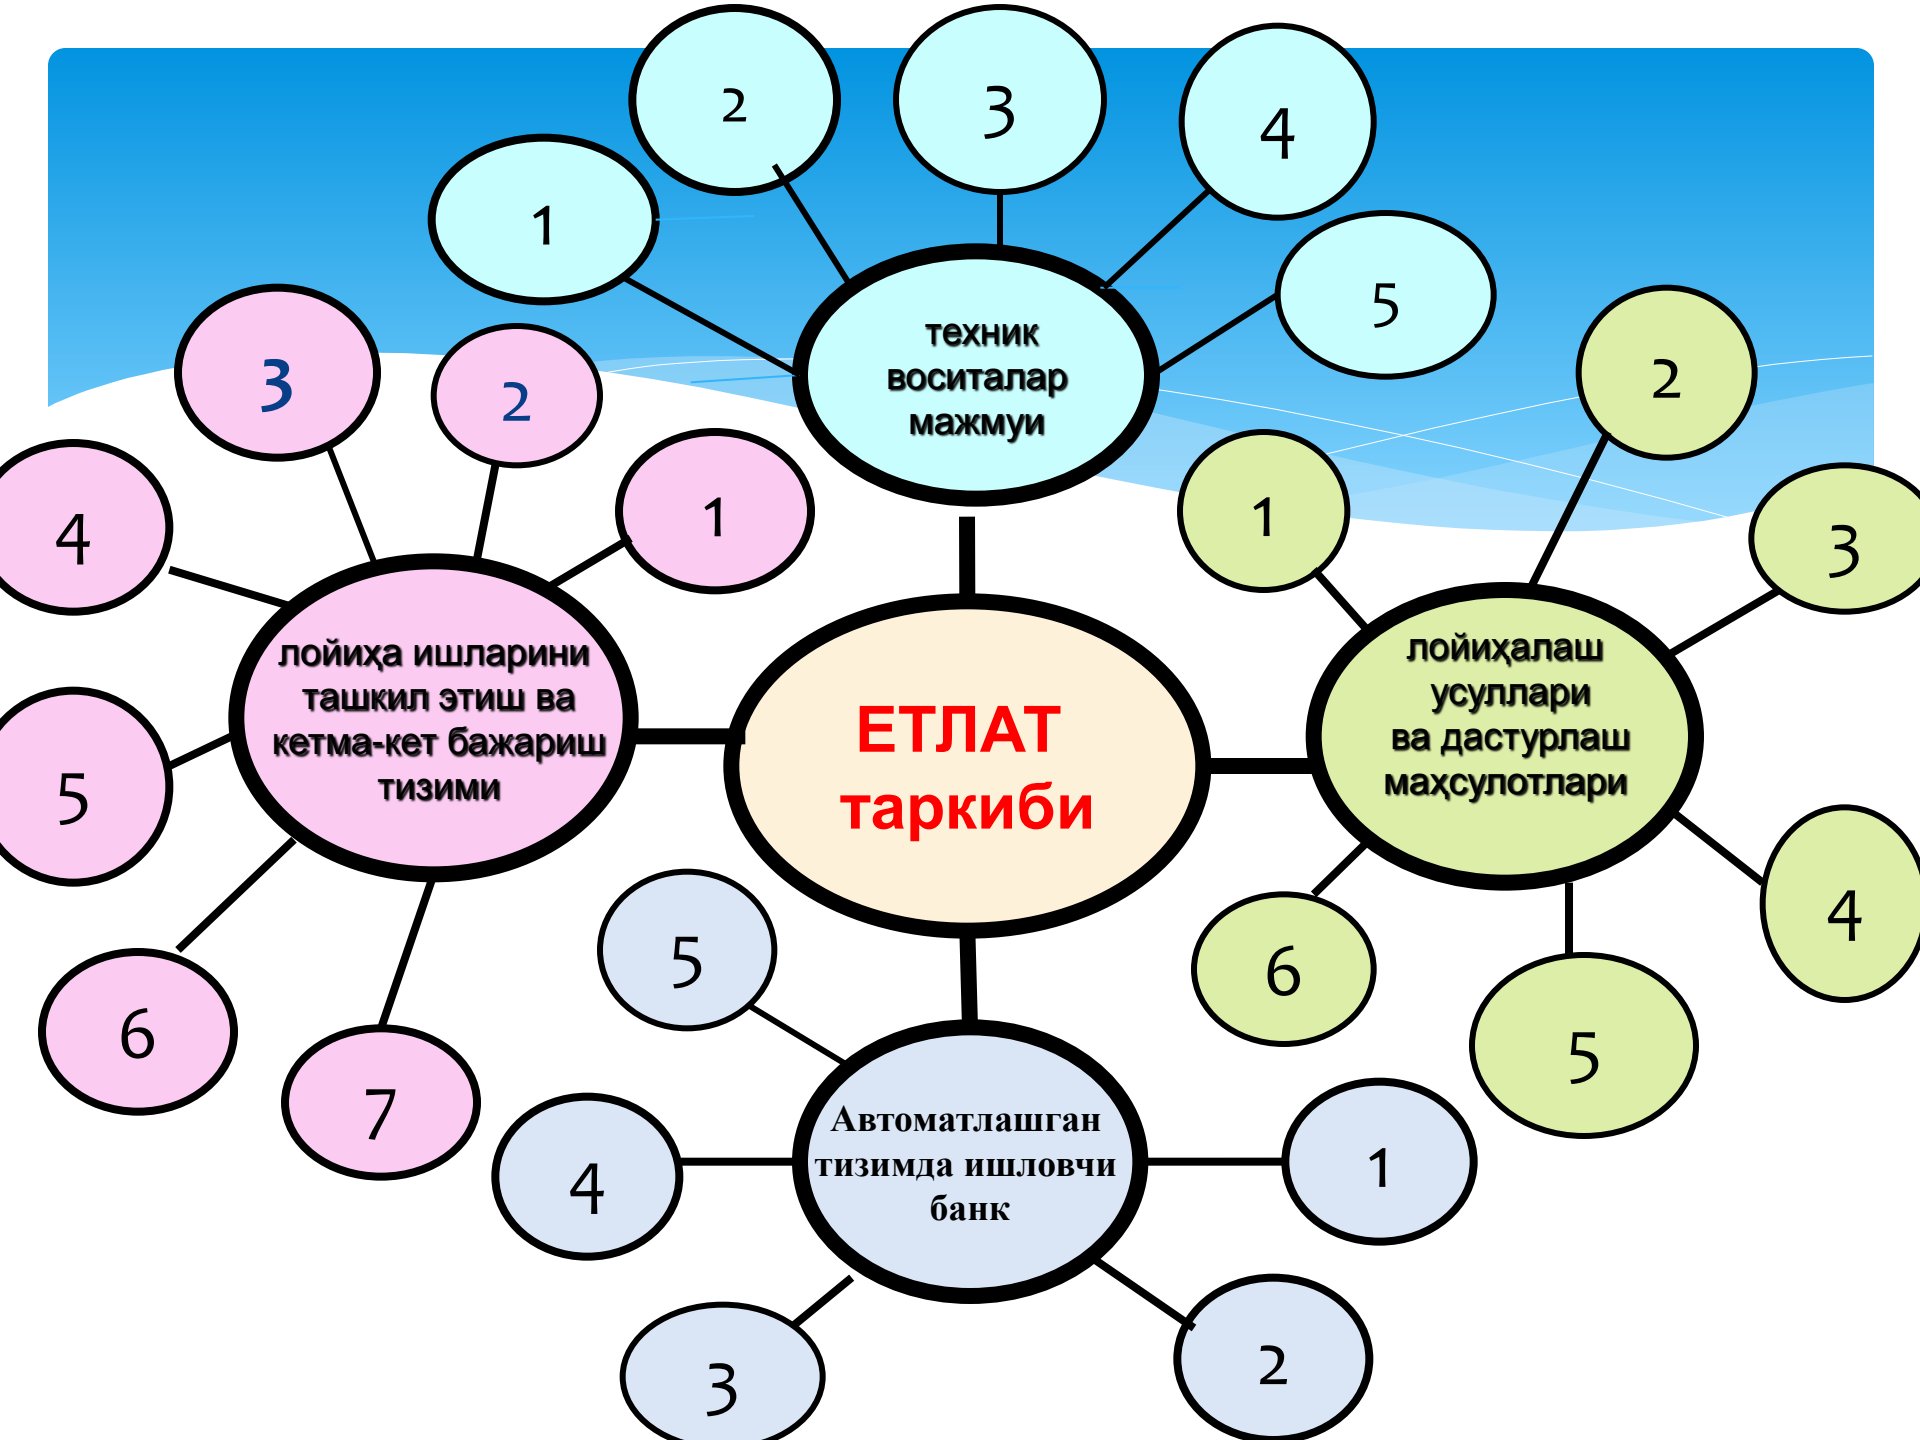 2
3
4
1
5
техник
воситалар
мажмуи
3
2
4
1
2
1
3
лойиҳа ишларини
ташкил этиш ва
кетма-кет бажариш
тизими
5
6
7
ЕТЛАТ
таркиби
лойиҳалаш
усуллари
ва дастурлаш
маҳсулотлари
4
6
5
5
4
Автоматлашган
тизимда ишловчи
банк
1
3
2